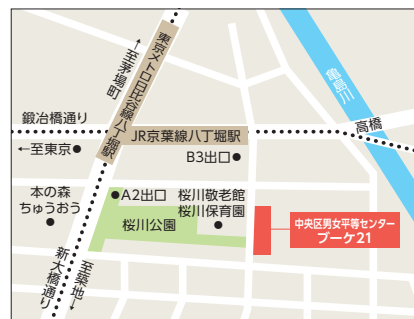 ←至茅場町
東京メトロ日比谷線八丁堀駅
亀島川
鍛冶橋通り
JR京葉線八丁堀駅
高橋
←至東京
B3出口
本の森
ちゅうおう
A2出口
桜川敬老館
桜川保育園
桜川公園
中央区男女平等センター
ブーケ21
新大橋通り
至築地→